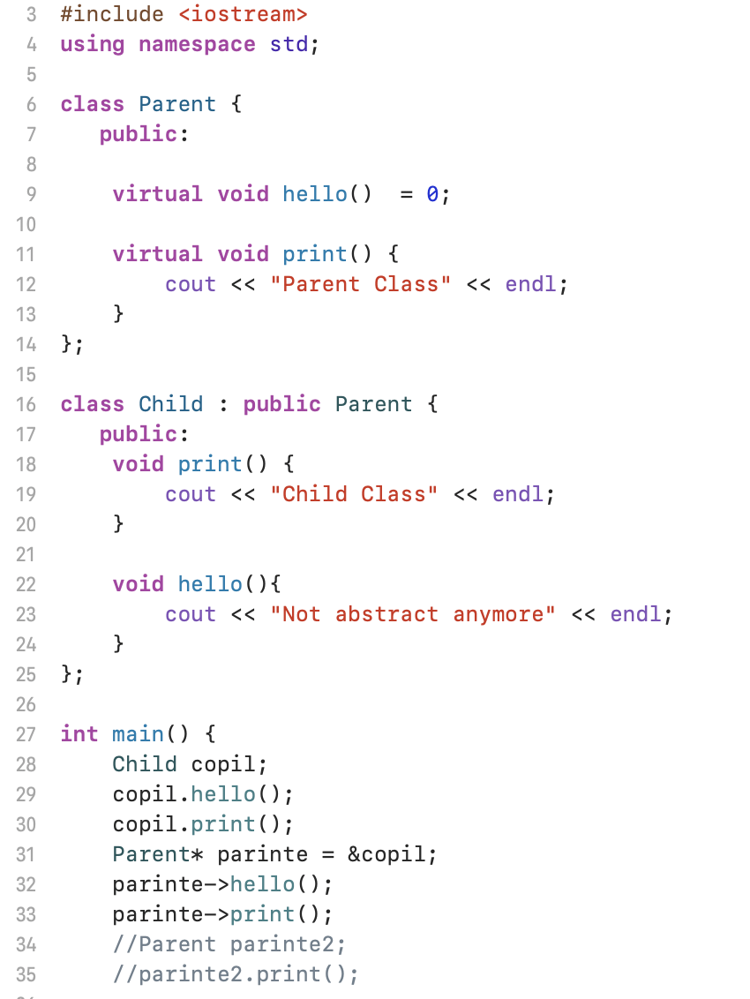 3 #include <iostream>
4 using namespace std;
5
6 class Parent {
7    public:
8
9     virtual void hello()  = 0;
10
11     virtual void print() {
12         cout << "Parent Class" << endl;
13     }
14 };
15
16 class Child : public Parent {
17    public:
18     void print() {
19         cout << "Child Class" << endl;
20     }
21
22     void hello(){
23         cout << "Not abstract anymore" << endl;
24     }
25 };
26
27 int main() {
28     Child copil;
29     copil.hello();
30     copil.print();
31     Parent* parinte = &copil;
32     parinte->hello();
33     parinte->print();
34     //Parent parinte2;
35     //parinte2.print();